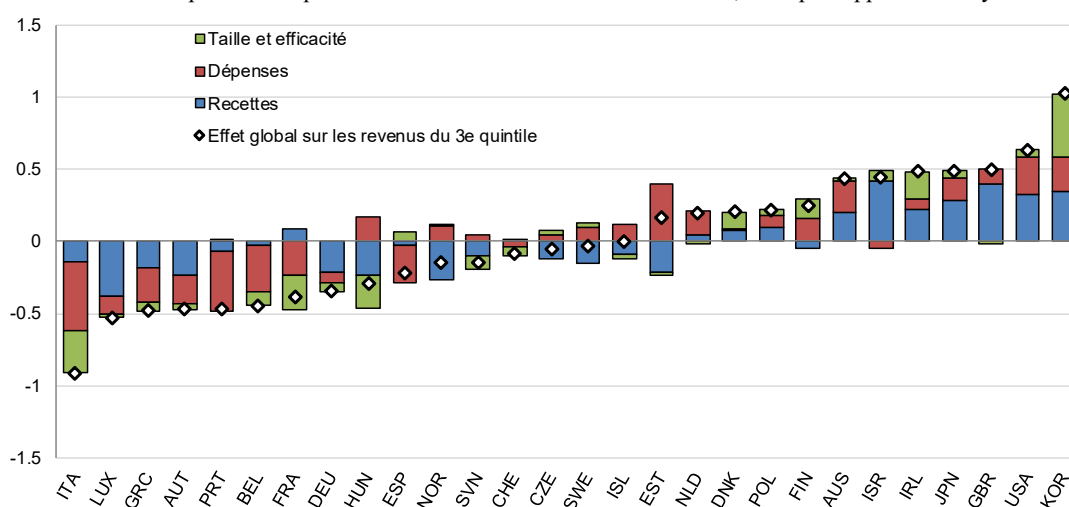 1.5
Taille et efficacité
Dépenses
1
Recettes
Effet global sur les revenus du 3e quintile
0.5
0
-0.5
-1
-1.5
ITA LUX GRC AUT PRT BEL FRA DEU HUN ESP NOR SVN CHE CZE SWE ISL EST NLD DNK POL FIN AUS ISR IRL JPN GBR USA KOR